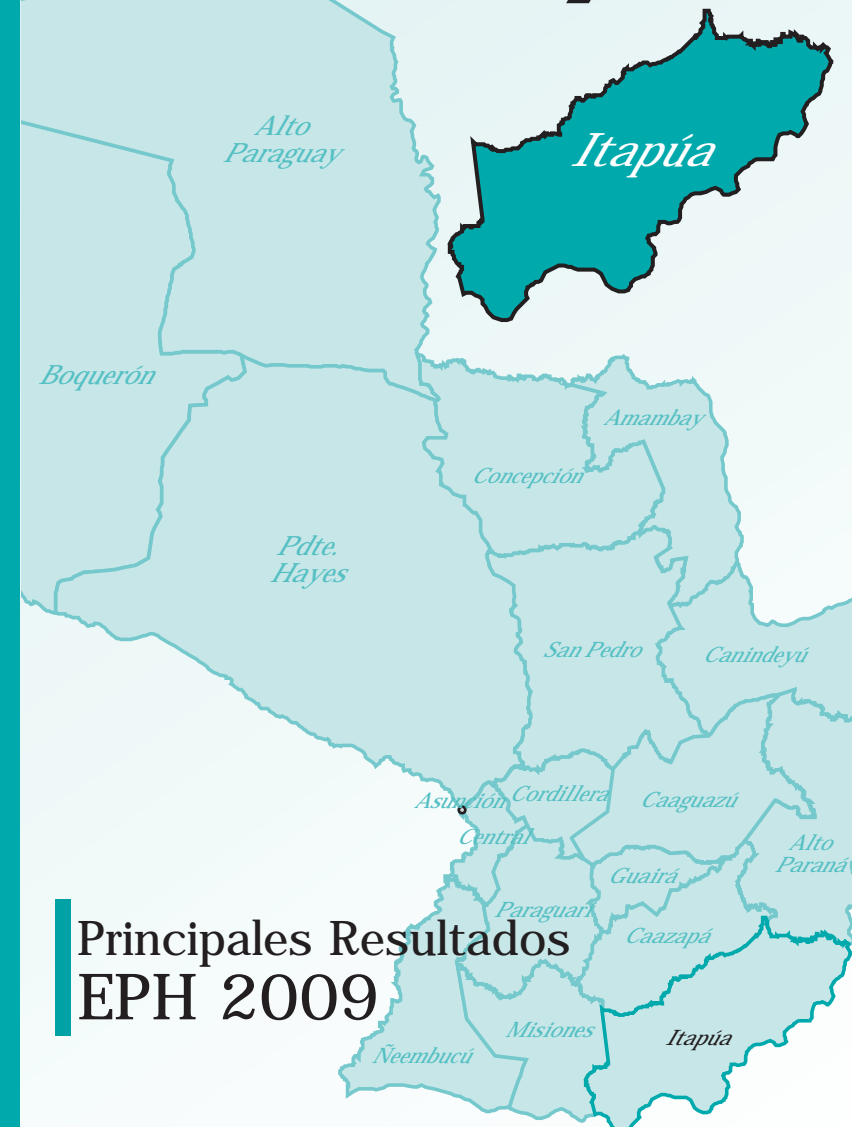 Alto
Paraguay
Itapúa
Boquerón
Amambay
Concepción
Pdte.
Hayes
San Pedro
Canindeyú
Asunción
Cordillera
Caaguazú
Central
Alto
Paraná
Guairá
Paraguarí
Caazapá
Principales Resultados
EPH 2009
Misiones
Itapúa
Ñeembucú